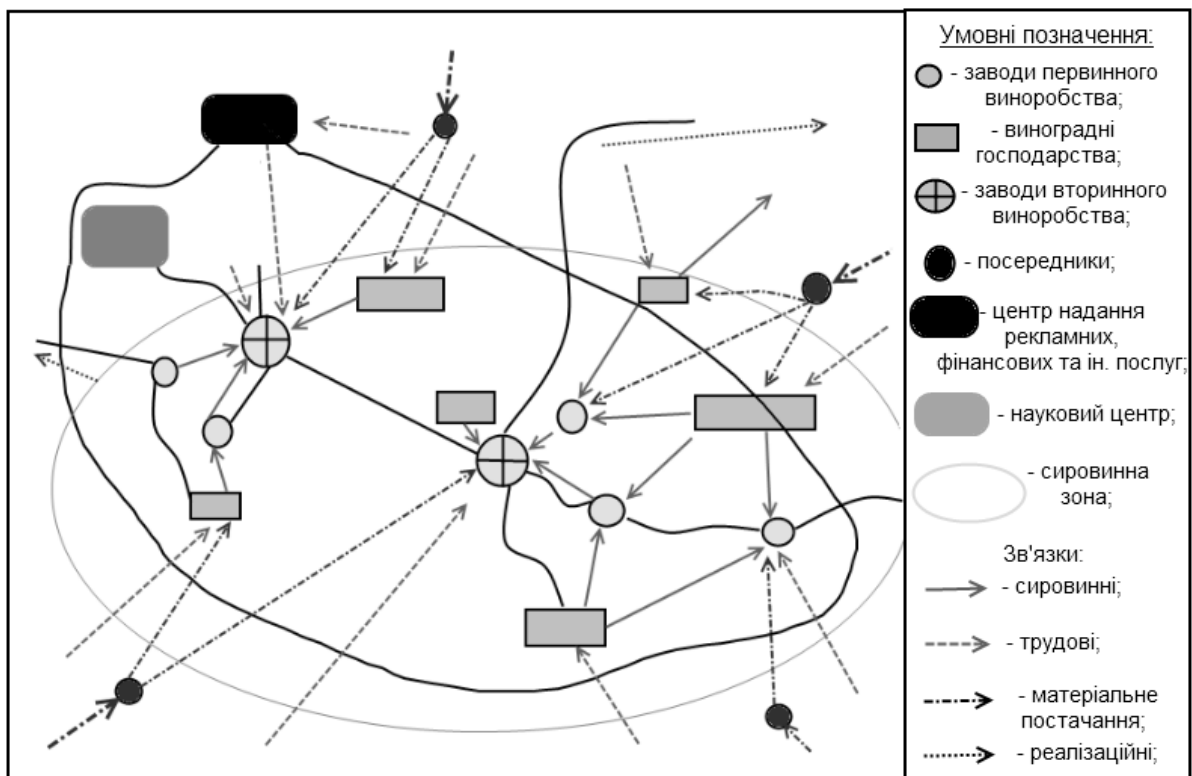 Умовні позначення:
- заводи первинного
виноробства;
- виноградні
господарства;
- заводи вторинного
виноробства;
- посередники;
- центр надання
рекламних,
фінансових та ін. послуг;
- науковий центр;
- сировинна
зона;
Зв'язки:
- сировинні;
- трудові;
- матеріальне
постачання;
- реалізаційні;